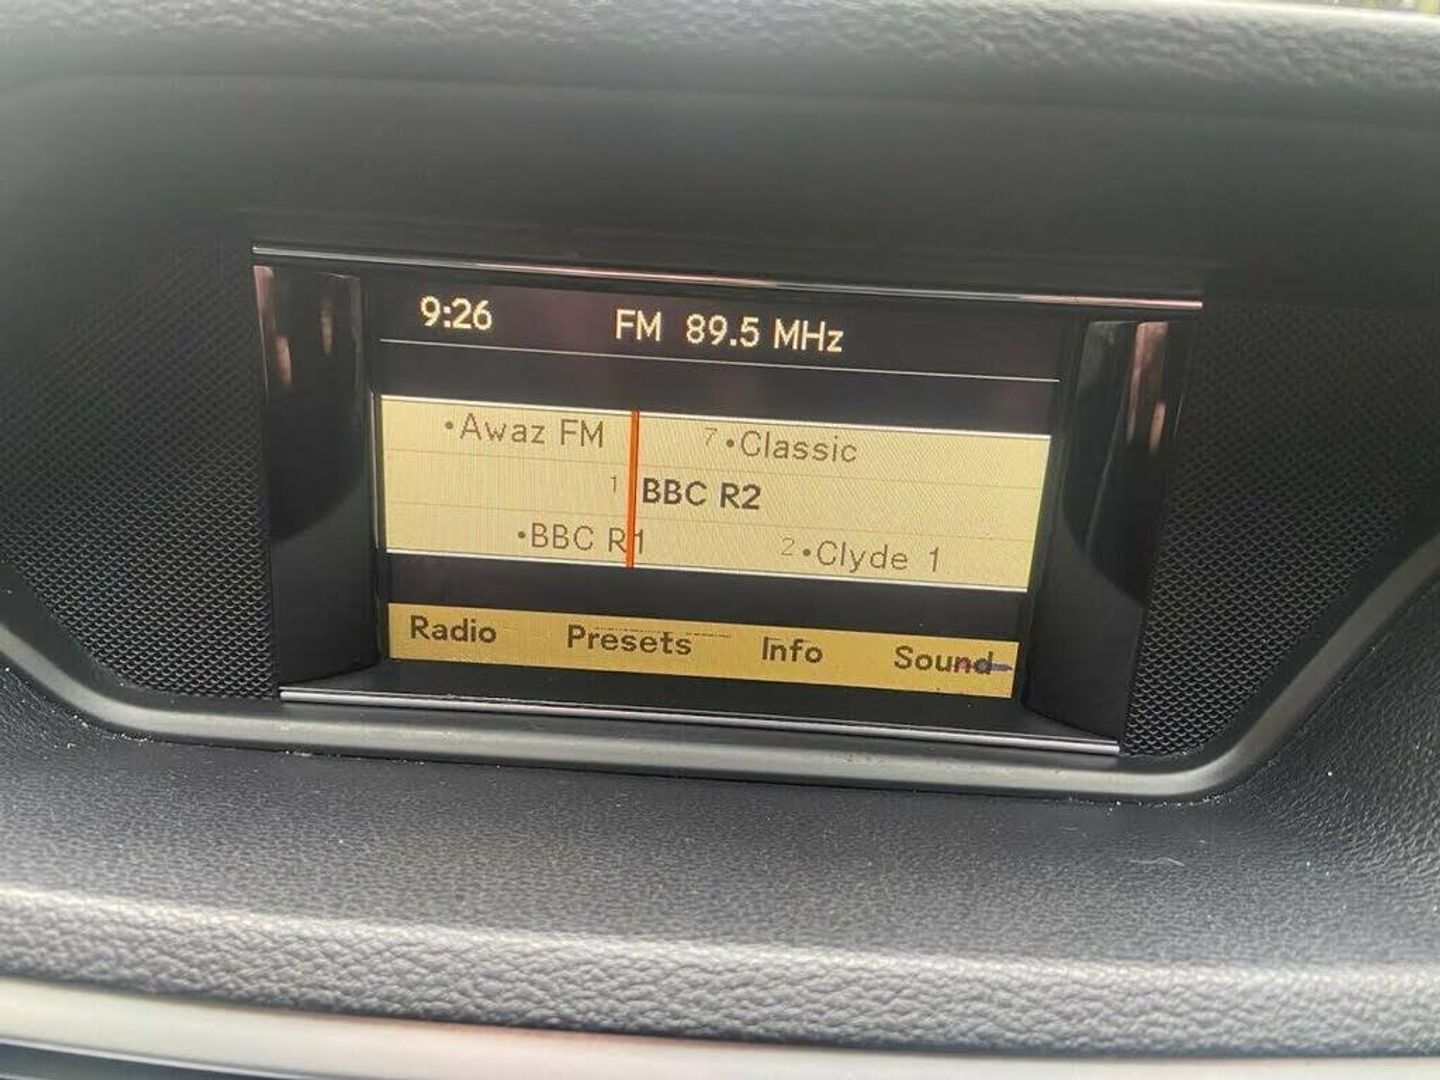 9:26 FM 89.5 MHz
•Awaz FM 7 •Classic
1 BBC R2
•BBC R1 2 •Clyde 1
Radio Presets Info Sound